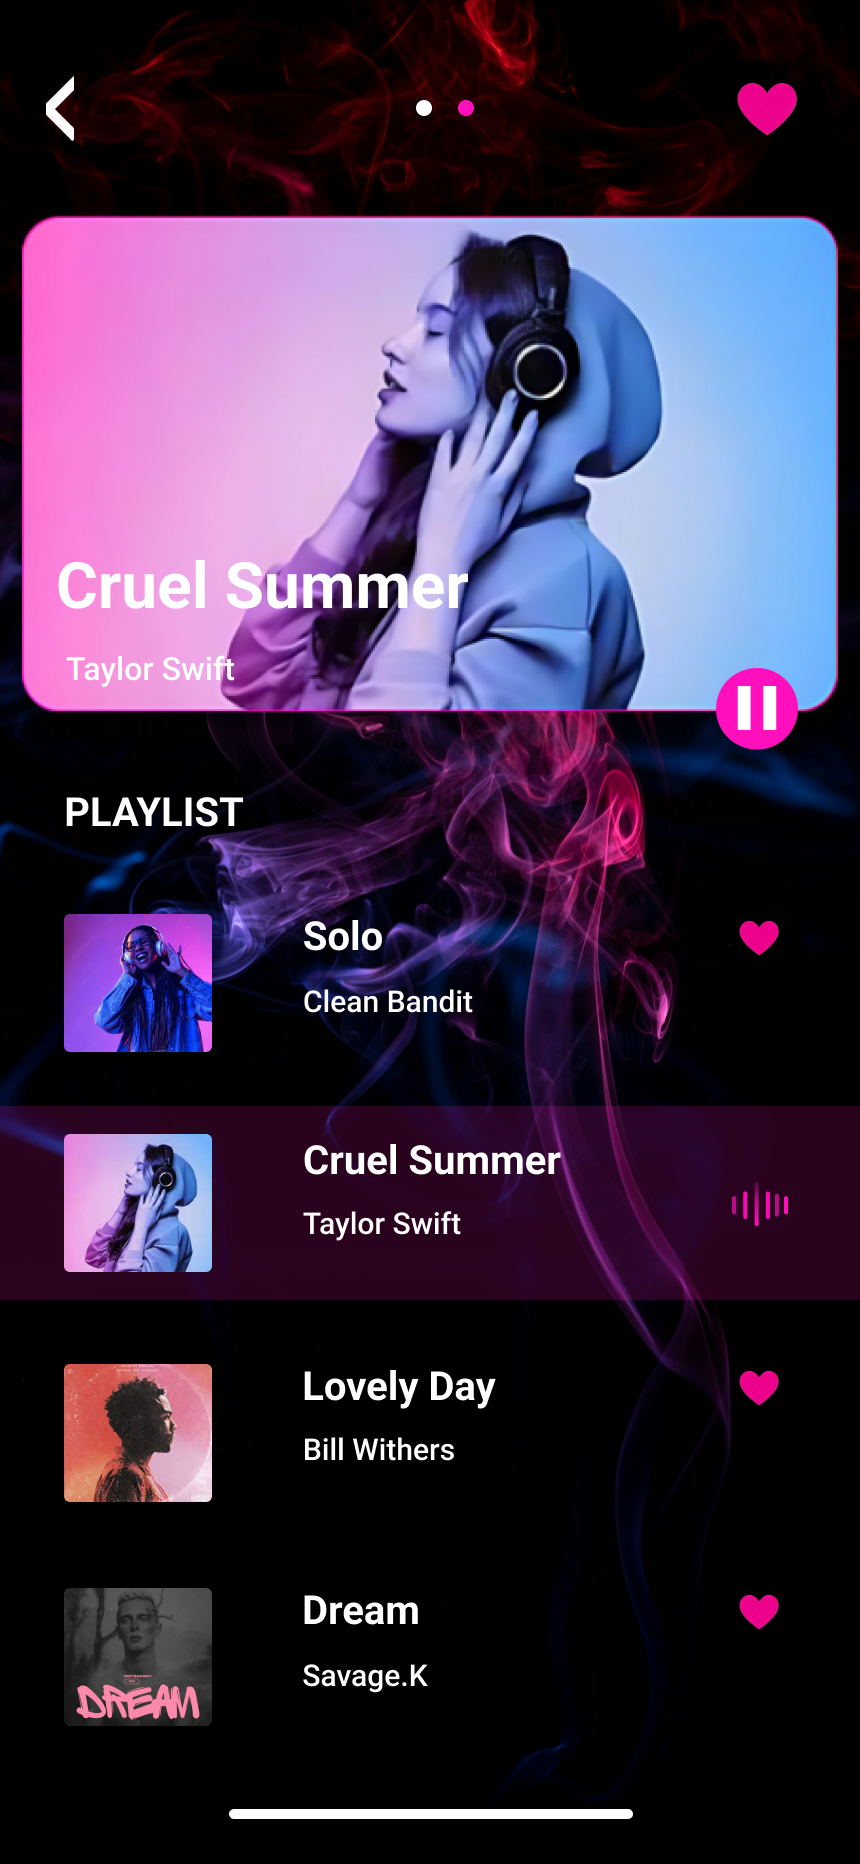 Cruel Summer
Taylor Swift
PLAYLIST
Solo
Clean Bandit
Cruel Summer
Taylor Swift
Lovely Day
Bill Withers
DREAM
Dream
Savage.K